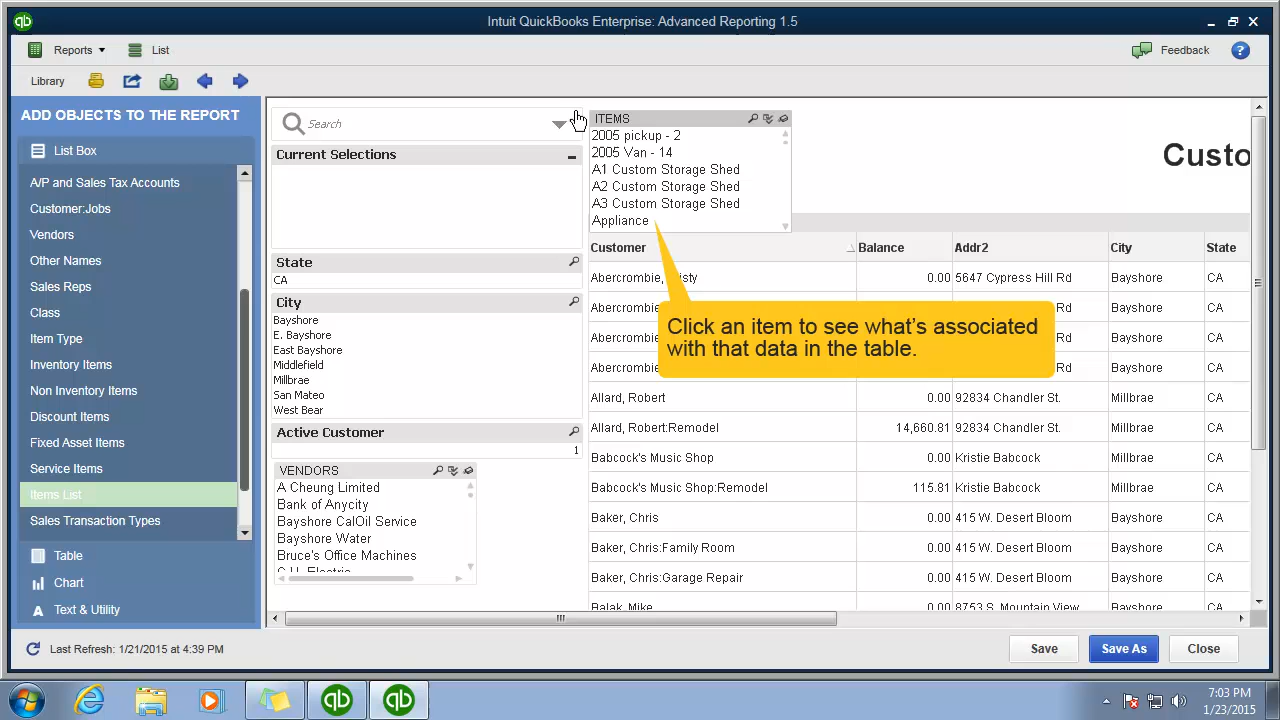 Intuit QuickBooks Enterprise: Advanced Reporting 1.5
Reports
List
Feedback
Library
ADD OBJECTS TO THE REPORT
List Box
A/P and Sales Tax Accounts
Customer:Jobs
Vendors
Other Names
Sales Reps
Class
Item Type
Inventory Items
Non Inventory Items
Discount Items
Fixed Asset Items
Service Items
Items List
Sales Transaction Types
Table
Chart
Text & Utility
Search
Current Selections
State
CA
City
Bayshore
E. Bayshore
East Bayshore
Middlefield
Millbrae
San Mateo
West Bear
Active Customer
1
VENDORS
A Cheung Limited
Bank of Anycity
Bayshore CalOil Service
Bayshore Water
Bruce's Office Machines
C.U. Electric
ITEMS
2005 pickup - 2
2005 Van - 14
A1 Custom Storage Shed
A2 Custom Storage Shed
A3 Custom Storage Shed
Appliance
Custo
Click an item to see what's associated
with that data in the table.
Customer Balance Addr2 City State
Abercrombie, Kristy 0.00 5647 Cypress Hill Rd Bayshore CA
Rd Bayshore CA
Rd Bayshore CA
Rd Bayshore CA
Allard, Robert 0.00 92834 Chandler St. Millbrae CA
Allard, Robert:Remodel 14,660.81 92834 Chandler St. Millbrae CA
Babcock's Music Shop 0.00 Kristie Babcock Millbrae CA
Babcock's Music Shop:Remodel 115.81 Kristie Babcock Millbrae CA
Baker, Chris 0.00 415 W. Desert Bloom Bayshore CA
Baker, Chris:Family Room 0.00 415 W. Desert Bloom Bayshore CA
Baker, Chris:Garage Repair 0.00 415 W. Desert Bloom Bayshore CA
Balak, Mike 0.00 8753 S. Mountain View Bayshore CA
Last Refresh: 1/21/2015 at 4:39 PM
Save
Save As
Close
7:03 PM
1/23/2015